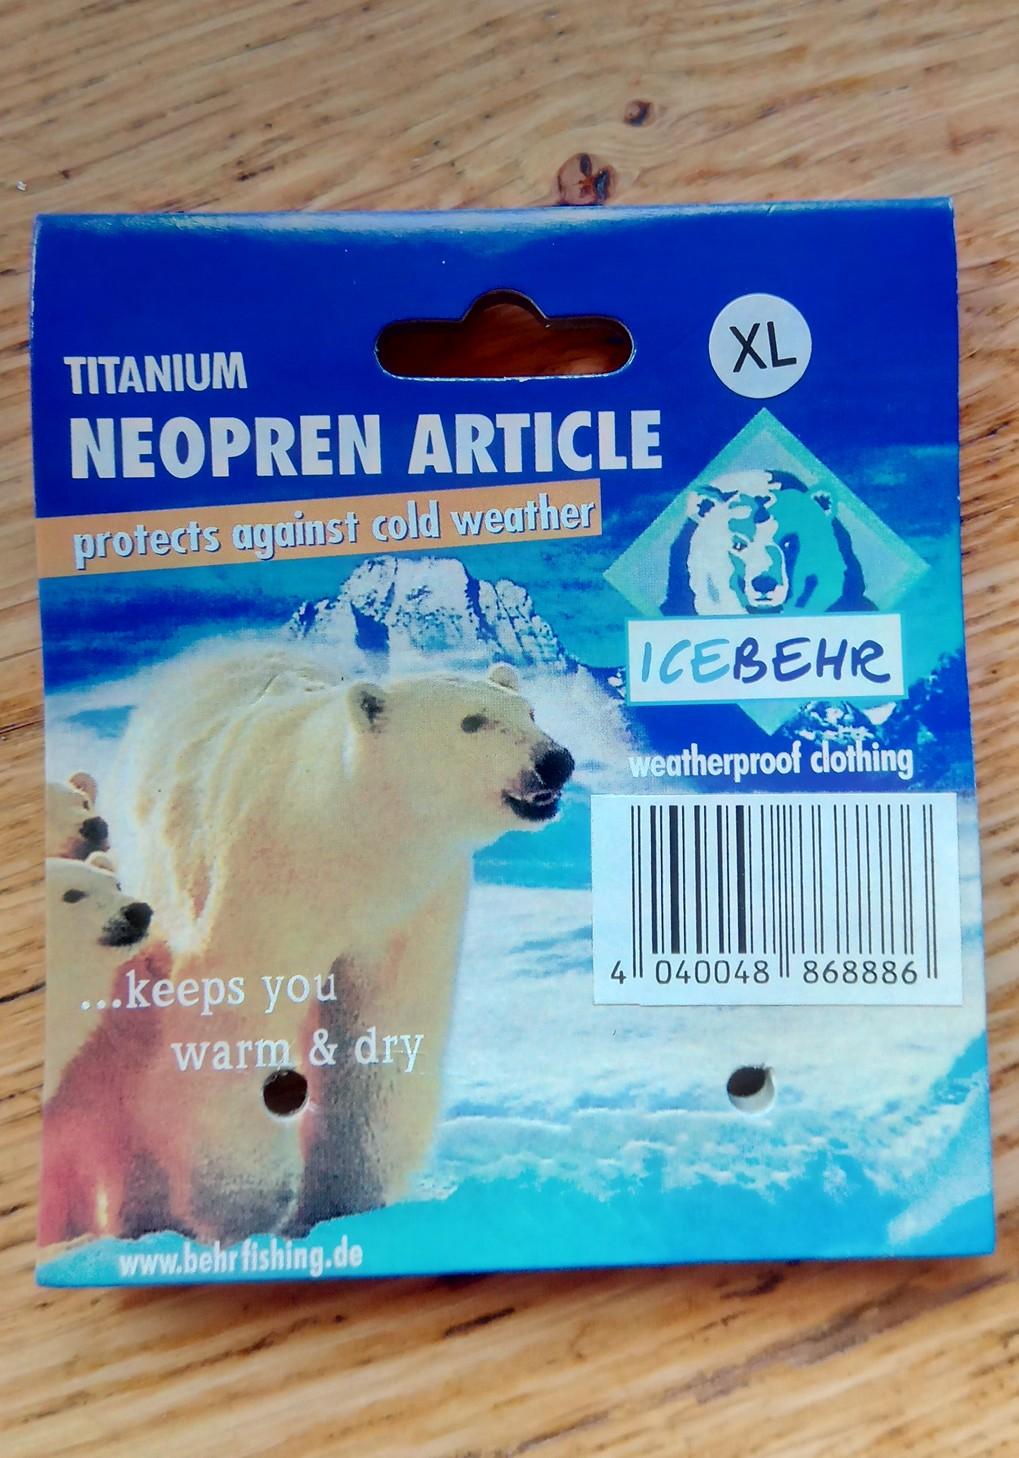 XL
TITANIUM
NEOPREN ARTICLE
protects against cold weather
ICEBEHR
weatherproof clothing
4 040048 868886
...keeps you
warm & dry
www.behrfishing.de